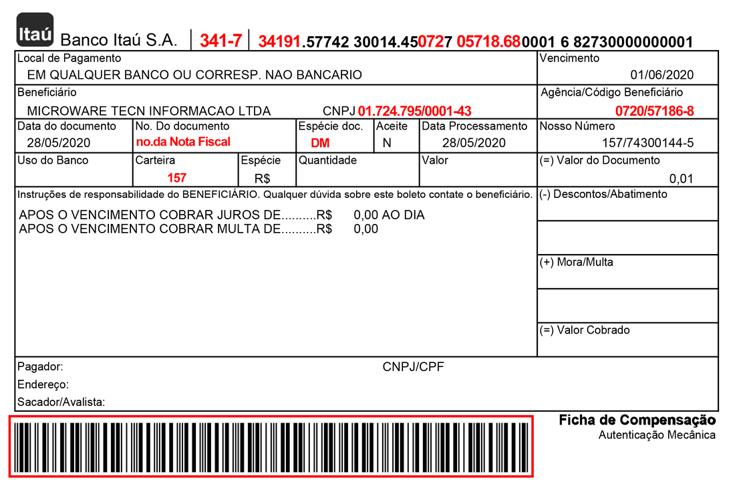 Itaú Banco Itaú S.A. 341-7 34191.57742 30014.450727 05718.680001 6 82730000000001
Local de Pagamento Vencimento
EM QUALQUER BANCO OU CORRESP. NAO BANCARIO 01/06/2020
Beneficiário Agência/Código Beneficiário
MICROWARE TECN INFORMACAO LTDA CNPJ 01.724.795/0001-43 0720/57186-8
Data do documento No. Do documento Espécie doc. Aceite Data Processamento Nosso Número
28/05/2020 no.da Nota Fiscal DM N 28/05/2020 157/74300144-5
Uso do Banco Carteira Espécie Quantidade Valor (=) Valor do Documento
157 R$ 0,01
Instruções de responsabilidade do BENEFICIÁRIO. Qualquer dúvida sobre este boleto contate o beneficiário. (-) Descontos/Abatimento
APOS O VENCIMENTO COBRAR JUROS DE..........R$ 0,00 AO DIA
APOS O VENCIMENTO COBRAR MULTA DE.........R$ 0,00
(+) Mora/Multa
(=) Valor Cobrado
Pagador: CNPJ/CPF
Endereço:
Sacador/Avalista:
Ficha de Compensação
Autenticação Mecânica